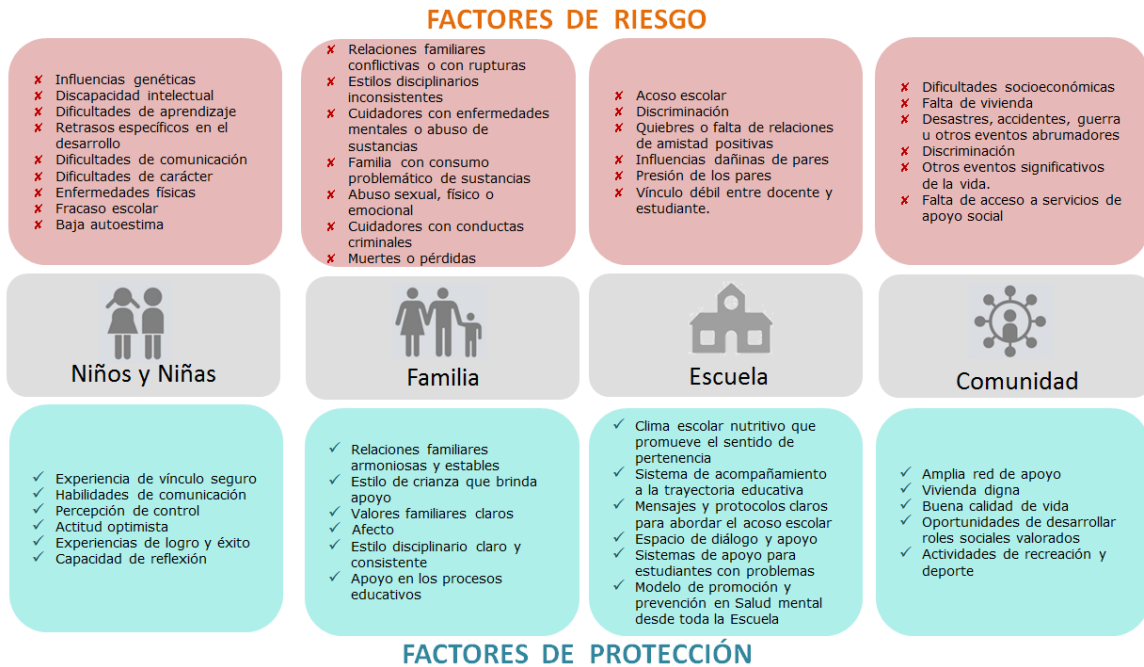 FACTORES DE RIESGO
✘ Influencias genéticas
✘ Discapacidad intelectual
✘ Dificultades de aprendizaje
✘ Retrasos específicos en el
desarrollo
✘ Dificultades de comunicación
✘ Dificultades de carácter
✘ Enfermedades físicas
✘ Fracaso escolar
✘ Baja autoestima
✘ Relaciones familiares
conflictivas o con rupturas
✘ Estilos disciplinarios
inconsistentes
✘ Cuidadores con enfermedades
mentales o abuso de
sustancias
✘ Familia con consumo
problemático de sustancias
✘ Abuso sexual, físico o
emocional
✘ Cuidadores con conductas
criminales
✘ Muertes o pérdidas
✘ Acoso escolar
✘ Discriminación
✘ Quiebres o falta de relaciones
de amistad positivas
✘ Influencias dañinas de pares
✘ Presión de los pares
✘ Vínculo débil entre docente y
estudiante.
✘ Dificultades socioeconómicas
✘ Falta de vivienda
✘ Desastres, accidentes, guerra
u otros eventos abrumadores
✘ Discriminación
✘ Otros eventos significativos
de la vida.
✘ Falta de acceso a servicios de
apoyo social
Niños y Niñas
Familia
Escuela
Comunidad
✓ Experiencia de vínculo seguro
✓ Habilidades de comunicación
✓ Percepción de control
✓ Actitud optimista
✓ Experiencias de logro y éxito
✓ Capacidad de reflexión
✓ Relaciones familiares
armoniosas y estables
✓ Estilo de crianza que brinda
apoyo
✓ Valores familiares claros
✓ Afecto
✓ Estilo disciplinario claro y
consistente
✓ Apoyo en los procesos
educativos
✓ Clima escolar nutritivo que
promueve el sentido de
pertenencia
✓ Sistema de acompañamiento
a la trayectoria educativa
✓ Mensajes y protocolos claros
para abordar el acoso escolar
✓ Espacio de diálogo y apoyo
✓ Sistemas de apoyo para
estudiantes con problemas
✓ Modelo de promoción y
prevención en Salud mental
desde toda la Escuela
✓ Amplia red de apoyo
✓ Vivienda digna
✓ Buena calidad de vida
✓ Oportunidades de desarrollar
roles sociales valorados
✓ Actividades de recreación y
deporte
FACTORES DE PROTECCIÓN